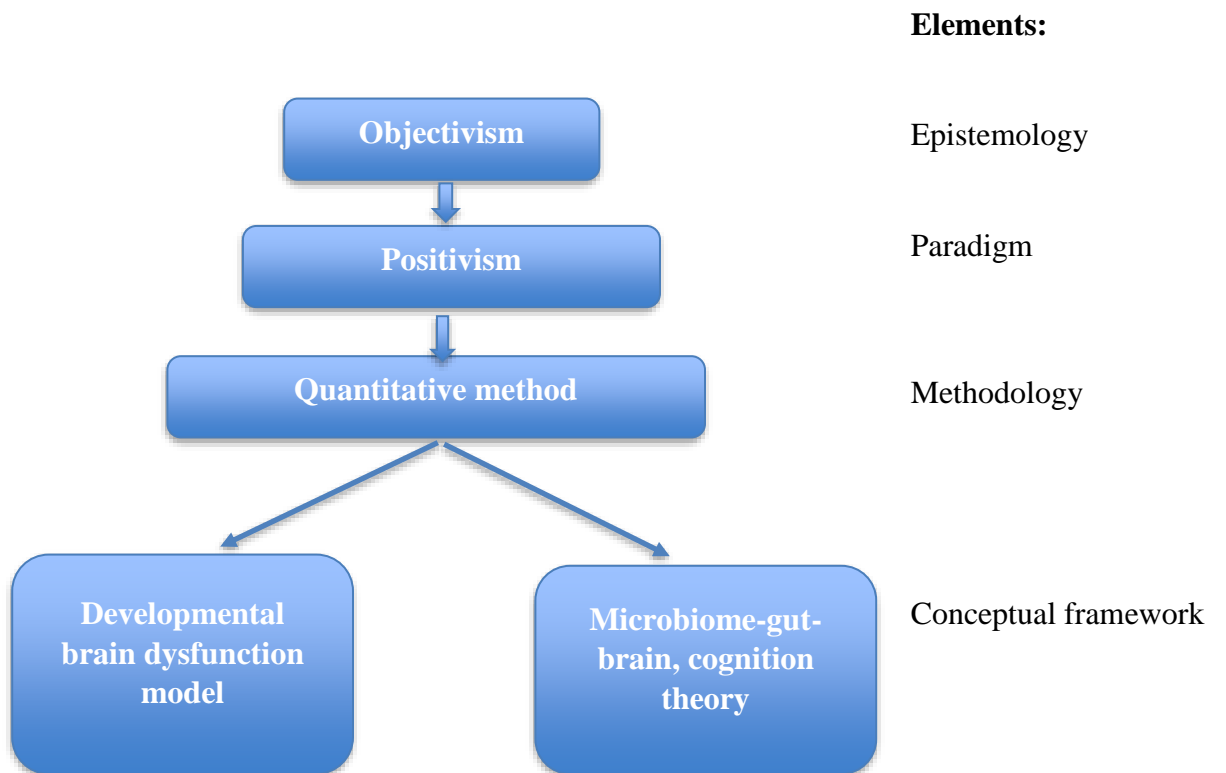 Elements:
Objectivism
Epistemology
Positivism
Paradigm
Quantitative method
Methodology
Developmental
brain dysfunction
model
Microbiome-gut-
brain, cognition
theory
Conceptual framework